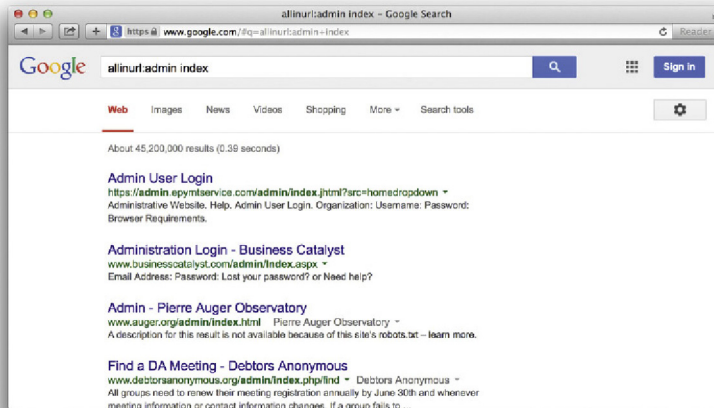 allinurl:admin index - Google Search
https www.google.com/#q=allinurl:admin+index
Reader
Google
allinurl:admin index
Sign in
Web Images News Videos Shopping More Search tools
About 45,200,000 results (0.39 seconds)
Admin User Login
https://admin.epymtservice.com/admin/index.jhtml?src=homedropdown
Administrative Website. Help. Admin User Login. Organization: Username: Password:
Browser Requirements.
Administration Login - Business Catalyst
www.businesscatalyst.com/admin/Index.aspx
Email Address: Password: Lost your password? or Need help?
Admin - Pierre Auger Observatory
www.auger.org/admin/index.html Pierre Auger Observatory
A description for this result is not available because of this site's robots.txt – learn more.
Find a DA Meeting - Debtors Anonymous
www.debtorsanonymous.org/admin/index.php/find Debtors Anonymous
All groups need to renew their meeting registration annually by June 30th and whenever
meeting information or contact information changes. If a group fails to ...